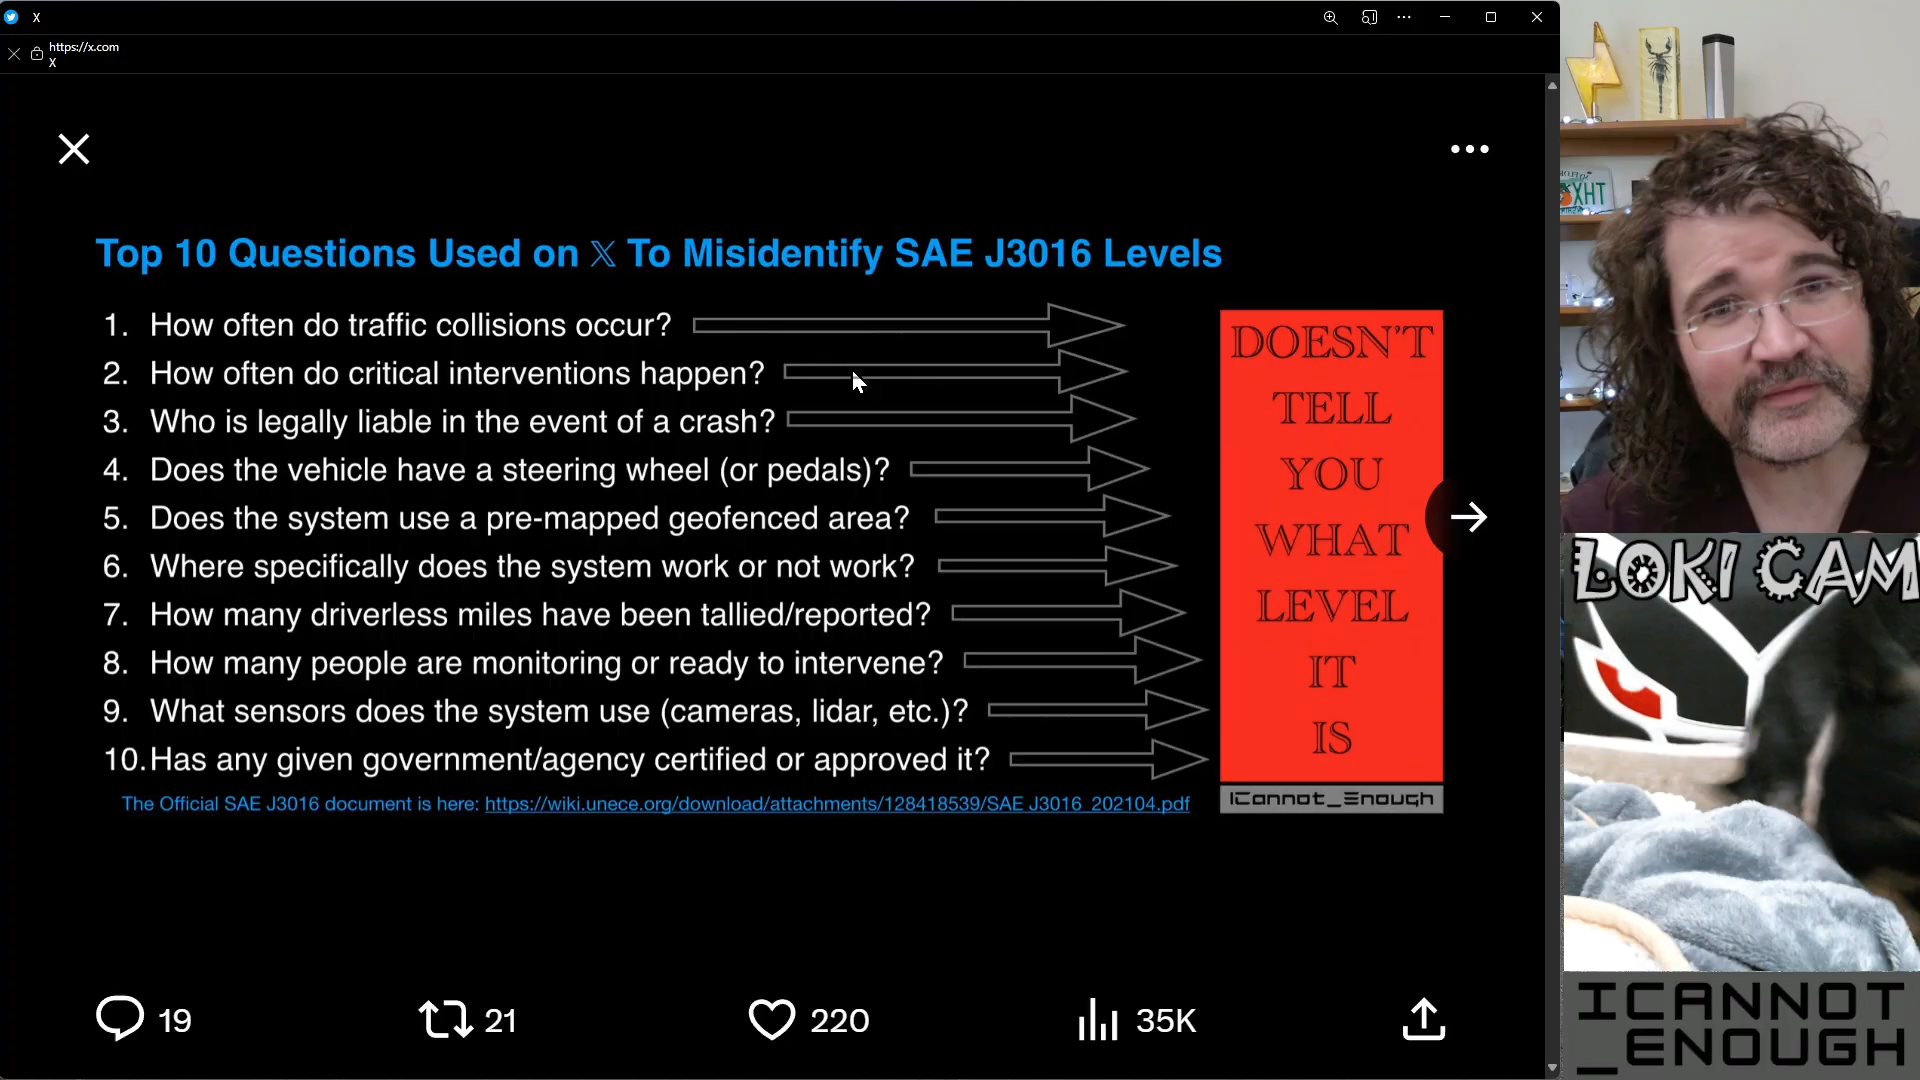 X
https://x.com
X
Top 10 Questions Used on 𝕏 To Misidentify SAE J3016 Levels
1. How often do traffic collisions occur?
2. How often do critical interventions happen?
3. Who is legally liable in the event of a crash?
4. Does the vehicle have a steering wheel (or pedals)?
5. Does the system use a pre-mapped geofenced area?
6. Where specifically does the system work or not work?
7. How many driverless miles have been tallied/reported?
8. How many people are monitoring or ready to intervene?
9. What sensors does the system use (cameras, lidar, etc.)?
10. Has any given government/agency certified or approved it?
The Official SAE J3016 document is here: https://wiki.unece.org/download/attachments/128418539/SAE J3016_202104.pdf
DOESN'T
TELL
YOU
WHAT
LEVEL
IT
IS
ICannot_Enough
19
21
220
35K
XHT
LOKI CAM
ICANNOT
_ENOUGH